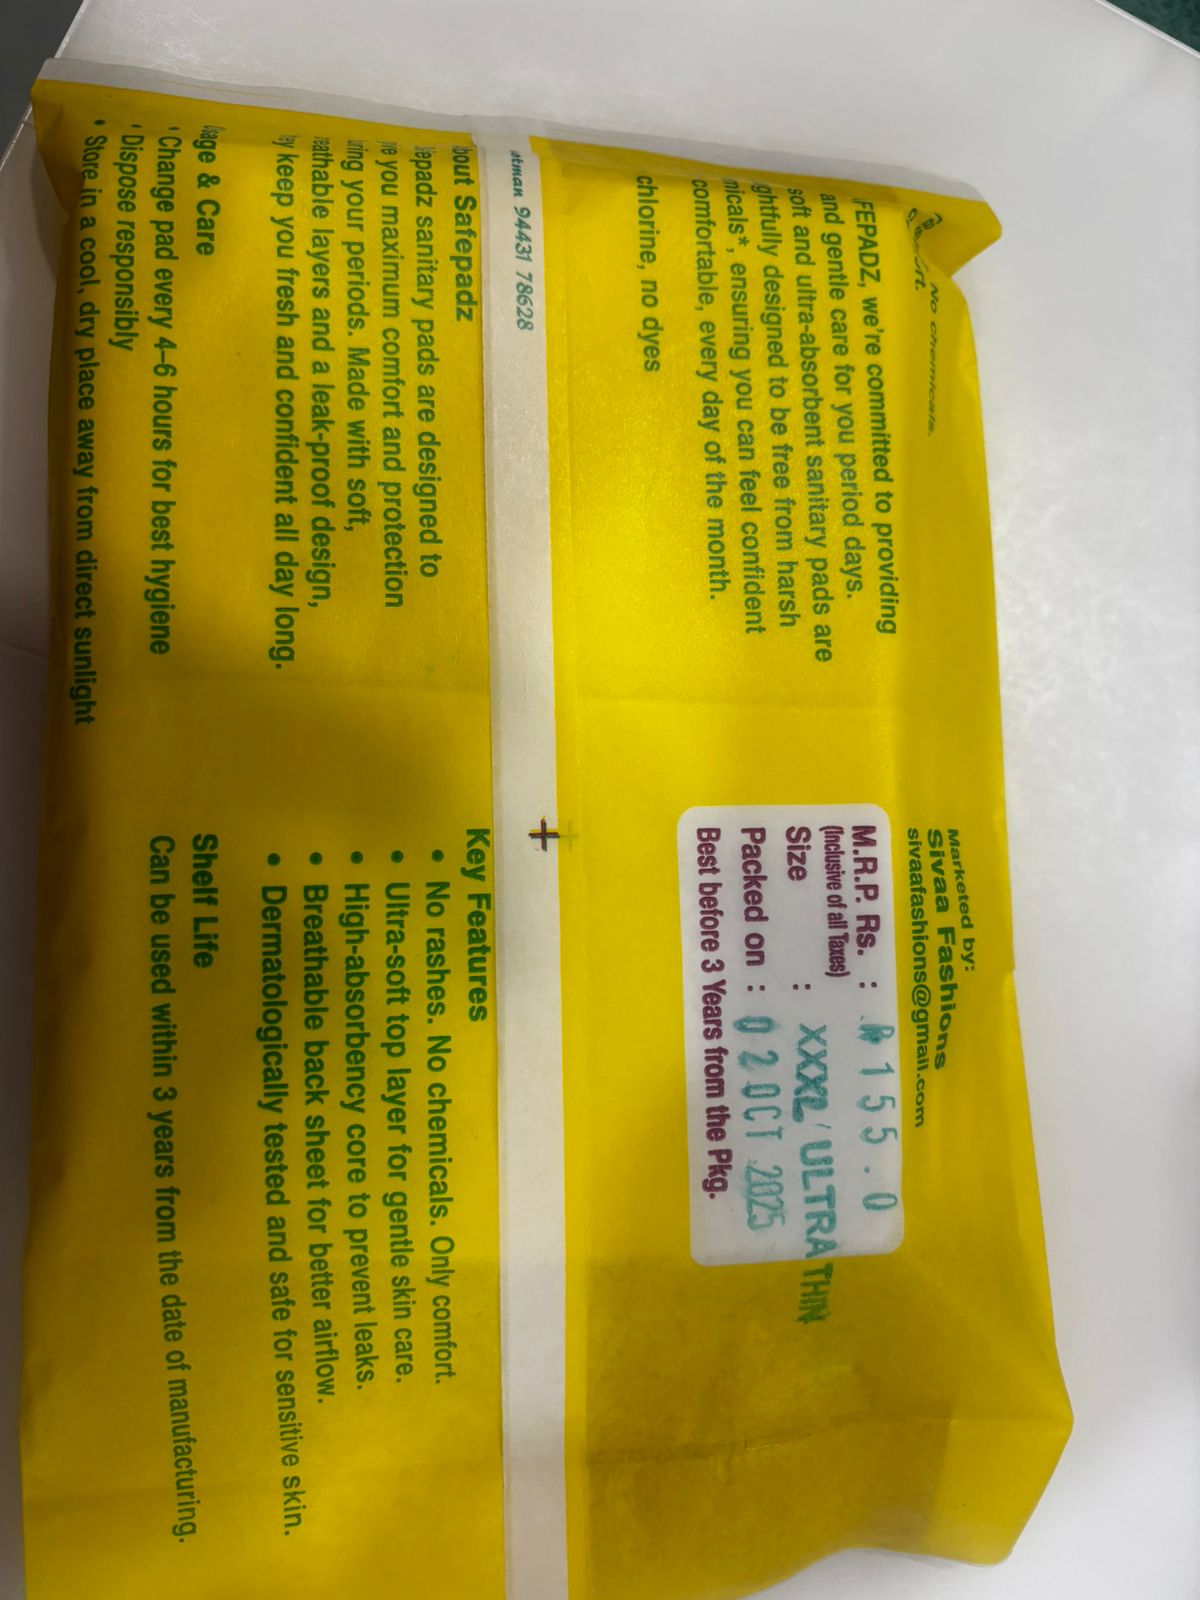 No chemicals.
FEPADZ, we're committed to providing
and gentle care for you period days.
soft and ultra-absorbent sanitary pads are
ghtfully designed to be free from harsh
micals*, ensuring you can feel confident
comfortable, every day of the month.
chlorine, no dyes
Marketed by:
Sivaa Fashions
sivaafashions@gmail.com
M.R.P. Rs. : 155.0
(Inclusive of all Taxes)
Size : XXXL/ULTRA THIN
Packed on : 02 OCT 2025
Best before 3 Years from the Pkg.
94431 78628
bout Safepadz
epadz sanitary pads are designed to
e you maximum comfort and protection
ring your periods. Made with soft,
eathable layers and a leak-proof design,
ey keep you fresh and confident all day long.
sage & Care
• Change pad every 4–6 hours for best hygiene
• Dispose responsibly
• Store in a cool, dry place away from direct sunlight
Key Features
• No rashes. No chemicals. Only comfort.
• Ultra-soft top layer for gentle skin care.
• High-absorbency core to prevent leaks.
• Breathable back sheet for better airflow.
• Dermatologically tested and safe for sensitive skin.
Shelf Life
Can be used within 3 years from the date of manufacturing.